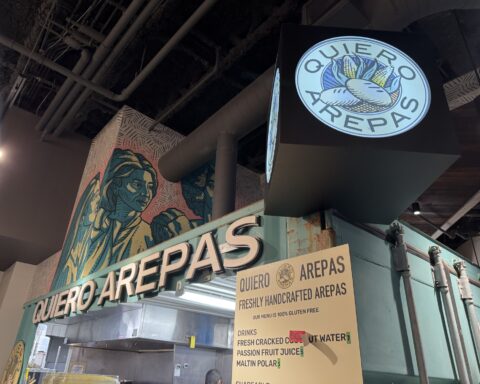 QUIERO
AREPAS
QUIERO AREPAS
QUIERO AREPAS
FRESHLY HANDCRAFTED AREPAS
OUR MENU IS 100% GLUTEN FREE
DRINKS
FRESH CRACKED UT WATER
PASSION FRUIT JUICE
MALTIN POLAR